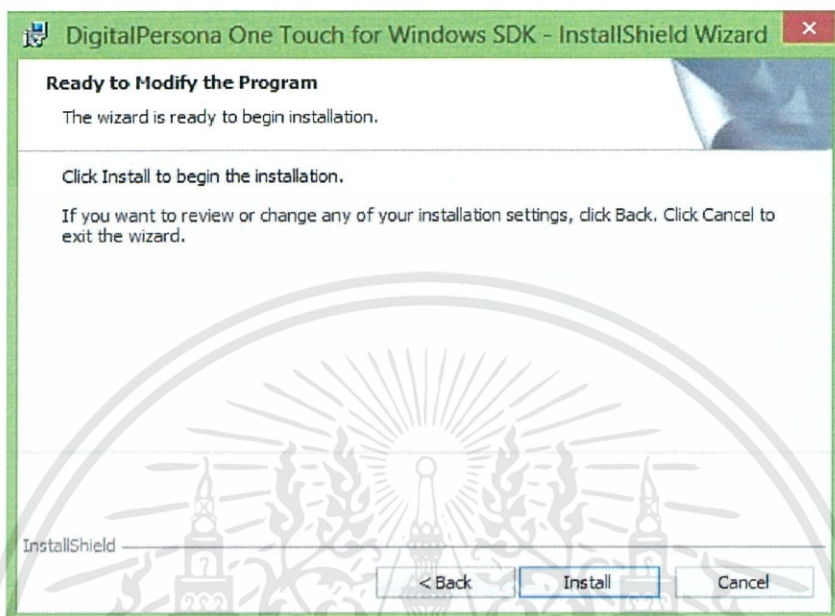 DigitalPersona One Touch for Windows SDK - InstallShield Wizard
Ready to Modify the Program
The wizard is ready to begin installation.
Click Install to begin the installation.
If you want to review or change any of your installation settings, click Back. Click Cancel to
exit the wizard.
InstallShield
< Back Install Cancel